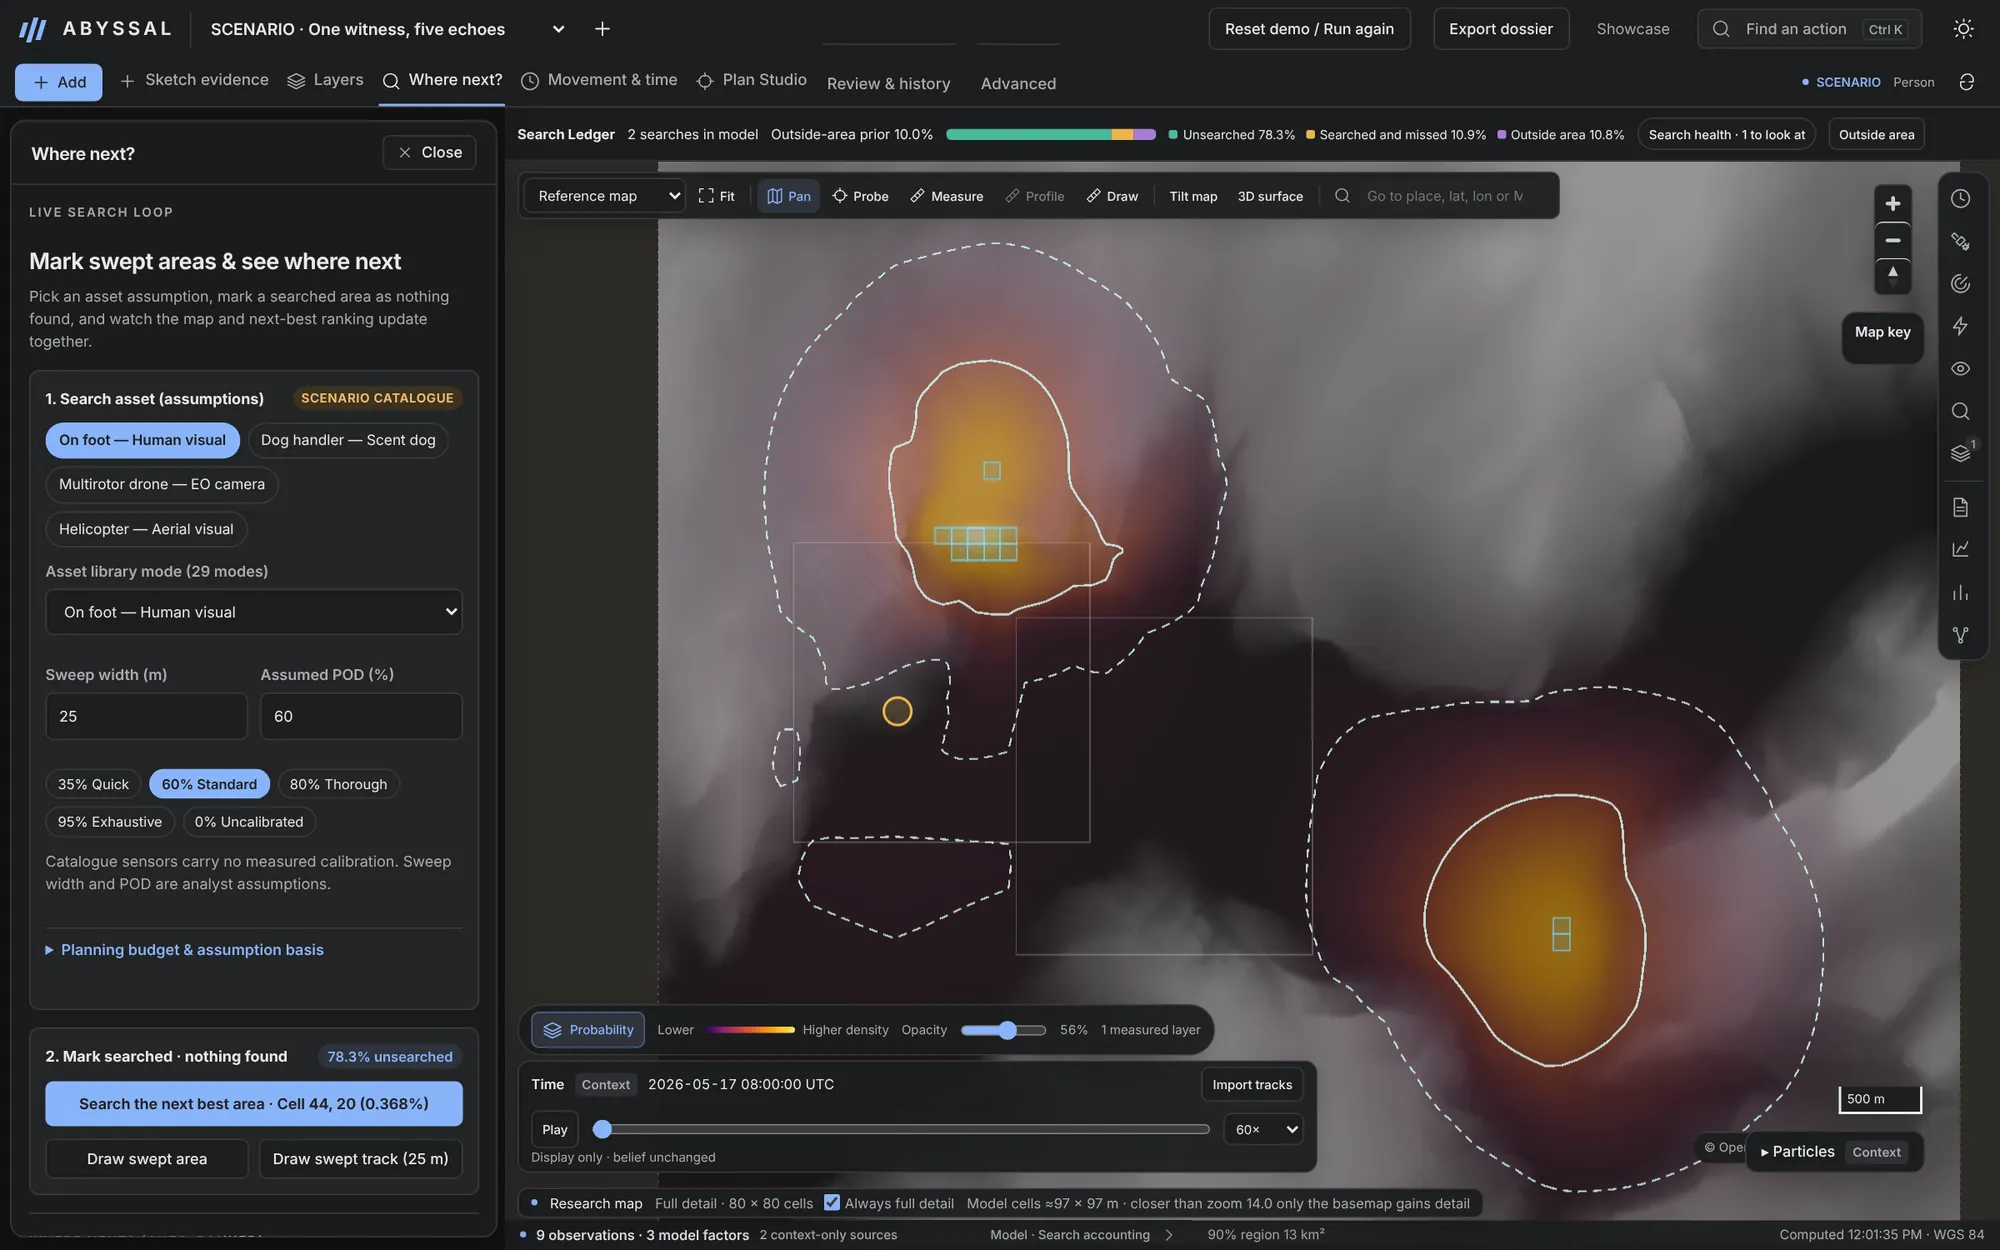 ABYSSAL
SCENARIO · One witness, five echoes
Reset demo / Run again
Export dossier
Showcase
Find an action
Ctrl K
Add
Sketch evidence
Layers
Where next?
Movement & time
Plan Studio
Review & history
Advanced
SCENARIO
Person
Where next?
Close
LIVE SEARCH LOOP
Mark swept areas & see where next
Pick an asset assumption, mark a searched area as nothing
found, and watch the map and next-best ranking update
together.
1. Search asset (assumptions)
SCENARIO CATALOGUE
On foot — Human visual
Dog handler — Scent dog
Multirotor drone — EO camera
Helicopter — Aerial visual
Asset library mode (29 modes)
On foot — Human visual
Sweep width (m)
Assumed POD (%)
25
60
35% Quick
60% Standard
80% Thorough
95% Exhaustive
0% Uncalibrated
Catalogue sensors carry no measured calibration. Sweep
width and POD are analyst assumptions.
Planning budget & assumption basis
2. Mark searched · nothing found
78.3% unsearched
Search the next best area · Cell 44, 20 (0.368%)
Draw swept area
Draw swept track (25 m)
Search Ledger
2 searches in model
Outside-area prior 10.0%
Unsearched 78.3%
Searched and missed 10.9%
Outside area 10.8%
Search health · 1 to look at
Outside area
Reference map
Fit
Pan
Probe
Measure
Profile
Draw
Tilt map
3D surface
Go to place, lat, lon or M
Map key
1
Probability
Lower
Higher density
Opacity
56%
1 measured layer
Time
Context
2026-05-17 08:00:00 UTC
Import tracks
Play
60×
Display only · belief unchanged
500 m
© Ope
Particles
Context
Research map
Full detail · 80 × 80 cells
Always full detail
Model cells ≈97 × 97 m · closer than zoom 14.0 only the basemap gains detail
9 observations · 3 model factors
2 context-only sources
Model · Search accounting
90% region 13 km²
Computed 12:01:35 PM · WGS 84